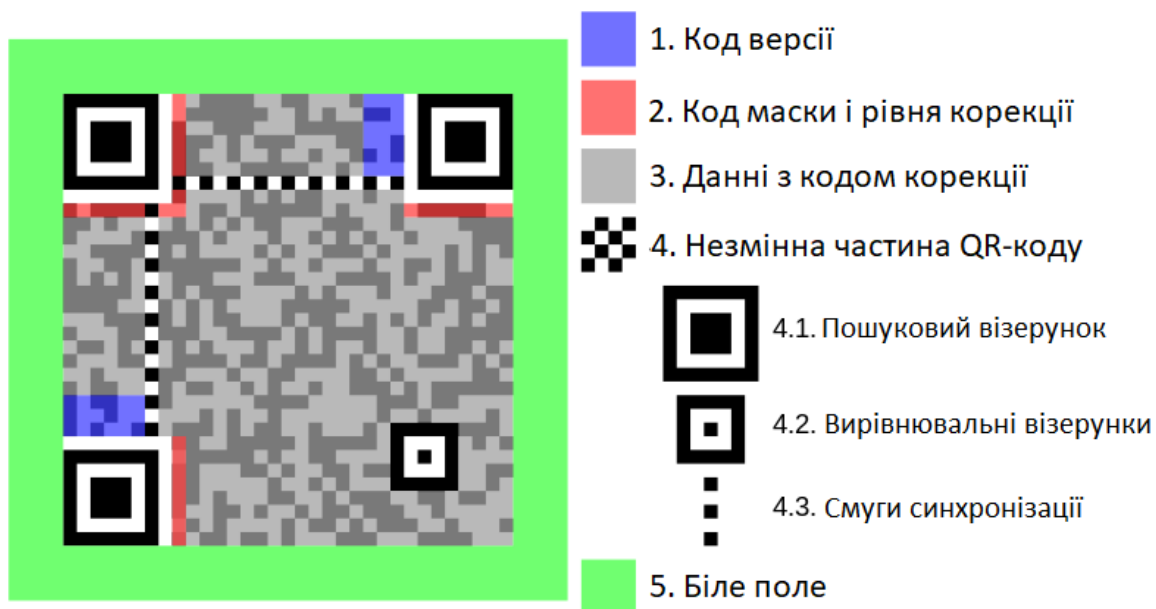 1. Код версії
2. Код маски і рівня корекції
3. Данні з кодом корекції
4. Незмінна частина QR-коду
4.1. Пошуковий візерунок
4.2. Вирівнювальні візерунки
4.3. Смуги синхронізації
5. Біле поле